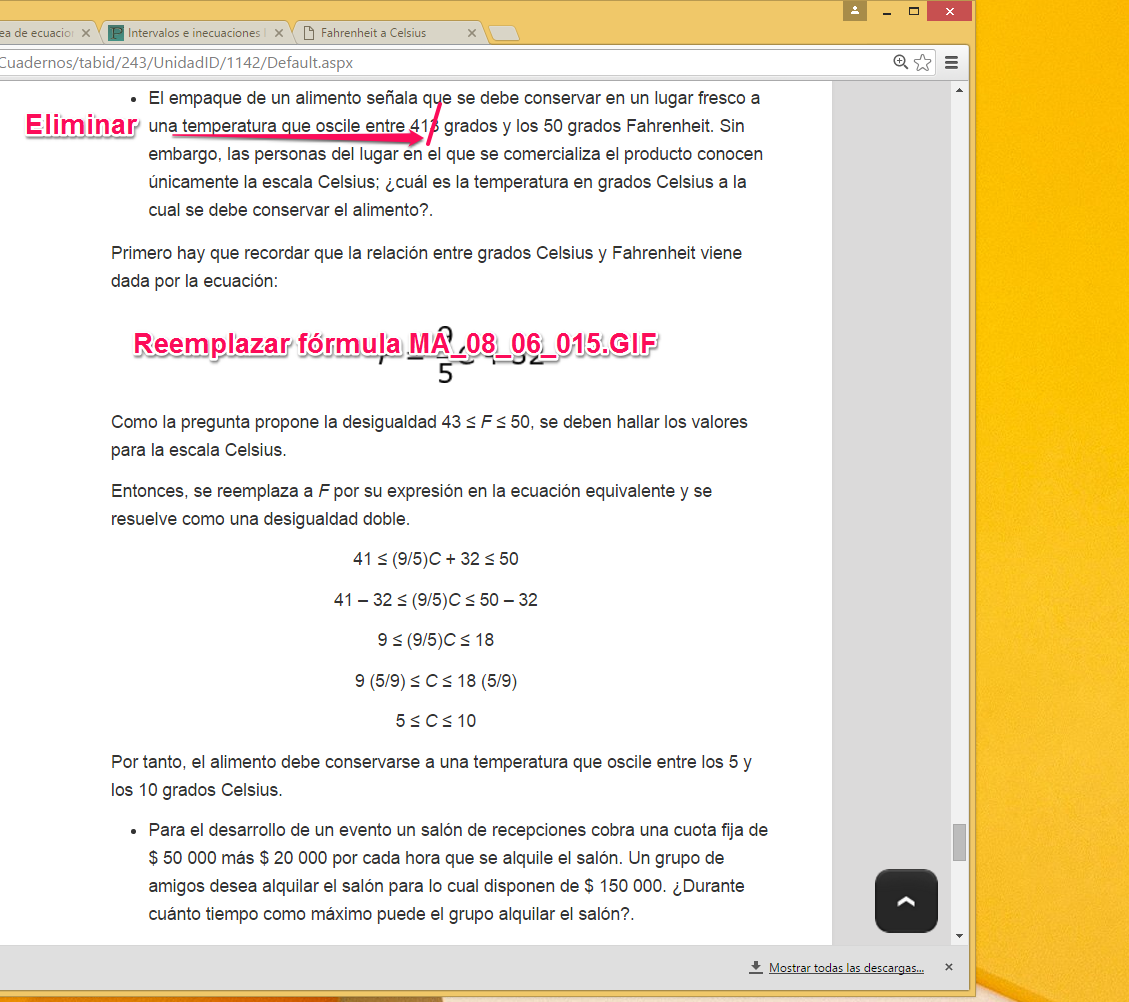 ea de ecuacion
Intervalos e inecuaciones
Fahrenheit a Celsius
Cuadernos/tabid/243/UnidadID/1142/Default.aspx
• El empaque de un alimento señala que se debe conservar en un lugar fresco a
Eliminar
una temperatura que oscile entre 413 grados y los 50 grados Fahrenheit. Sin
embargo, las personas del lugar en el que se comercializa el producto conocen
únicamente la escala Celsius; ¿cuál es la temperatura en grados Celsius a la
cual se debe conservar el alimento?.
Primero hay que recordar que la relación entre grados Celsius y Fahrenheit viene
dada por la ecuación:
Reemplazar fórmula MA_08_06_015.GIF
5
Como la pregunta propone la desigualdad 43 ≤ F ≤ 50, se deben hallar los valores
para la escala Celsius.
Entonces, se reemplaza a F por su expresión en la ecuación equivalente y se
resuelve como una desigualdad doble.
41 ≤ (9/5)C + 32 ≤ 50
41 – 32 ≤ (9/5)C ≤ 50 – 32
9 ≤ (9/5)C ≤ 18
9 (5/9) ≤ C ≤ 18 (5/9)
5 ≤ C ≤ 10
Por tanto, el alimento debe conservarse a una temperatura que oscile entre los 5 y
los 10 grados Celsius.
• Para el desarrollo de un evento un salón de recepciones cobra una cuota fija de
$ 50 000 más $ 20 000 por cada hora que se alquile el salón. Un grupo de
amigos desea alquilar el salón para lo cual disponen de $ 150 000. ¿Durante
cuánto tiempo como máximo puede el grupo alquilar el salón?.
Mostrar todas las descargas...